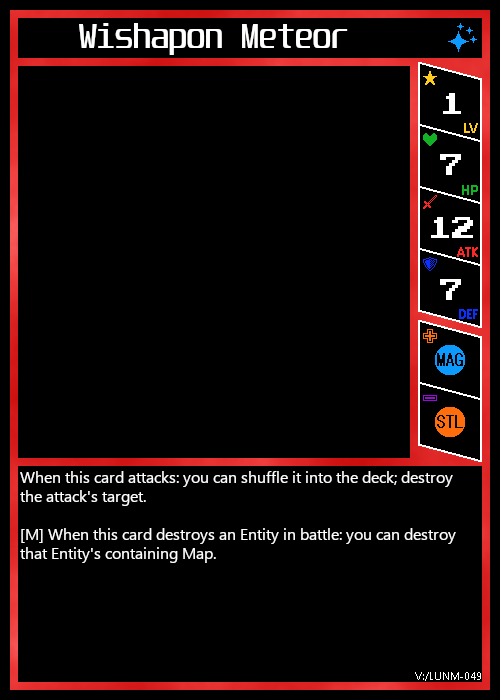 Wishapon Meteor
1
LV
7
HP
12
ATK
7
DEF
MAG
STL
When this card attacks: you can shuffle it into the deck; destroy
the attack's target.
[M] When this card destroys an Entity in battle: you can destroy
that Entity's containing Map.
V:/LUNM-049